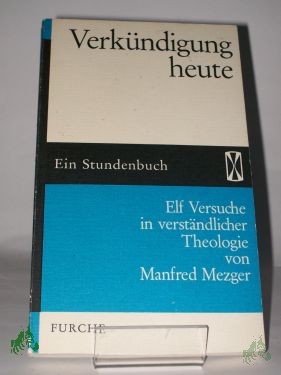 Verkündigung
heute
Ein Stundenbuch
Elf Versuche
in verständlicher
Theologie
von
Manfred Mezger
FURCHE